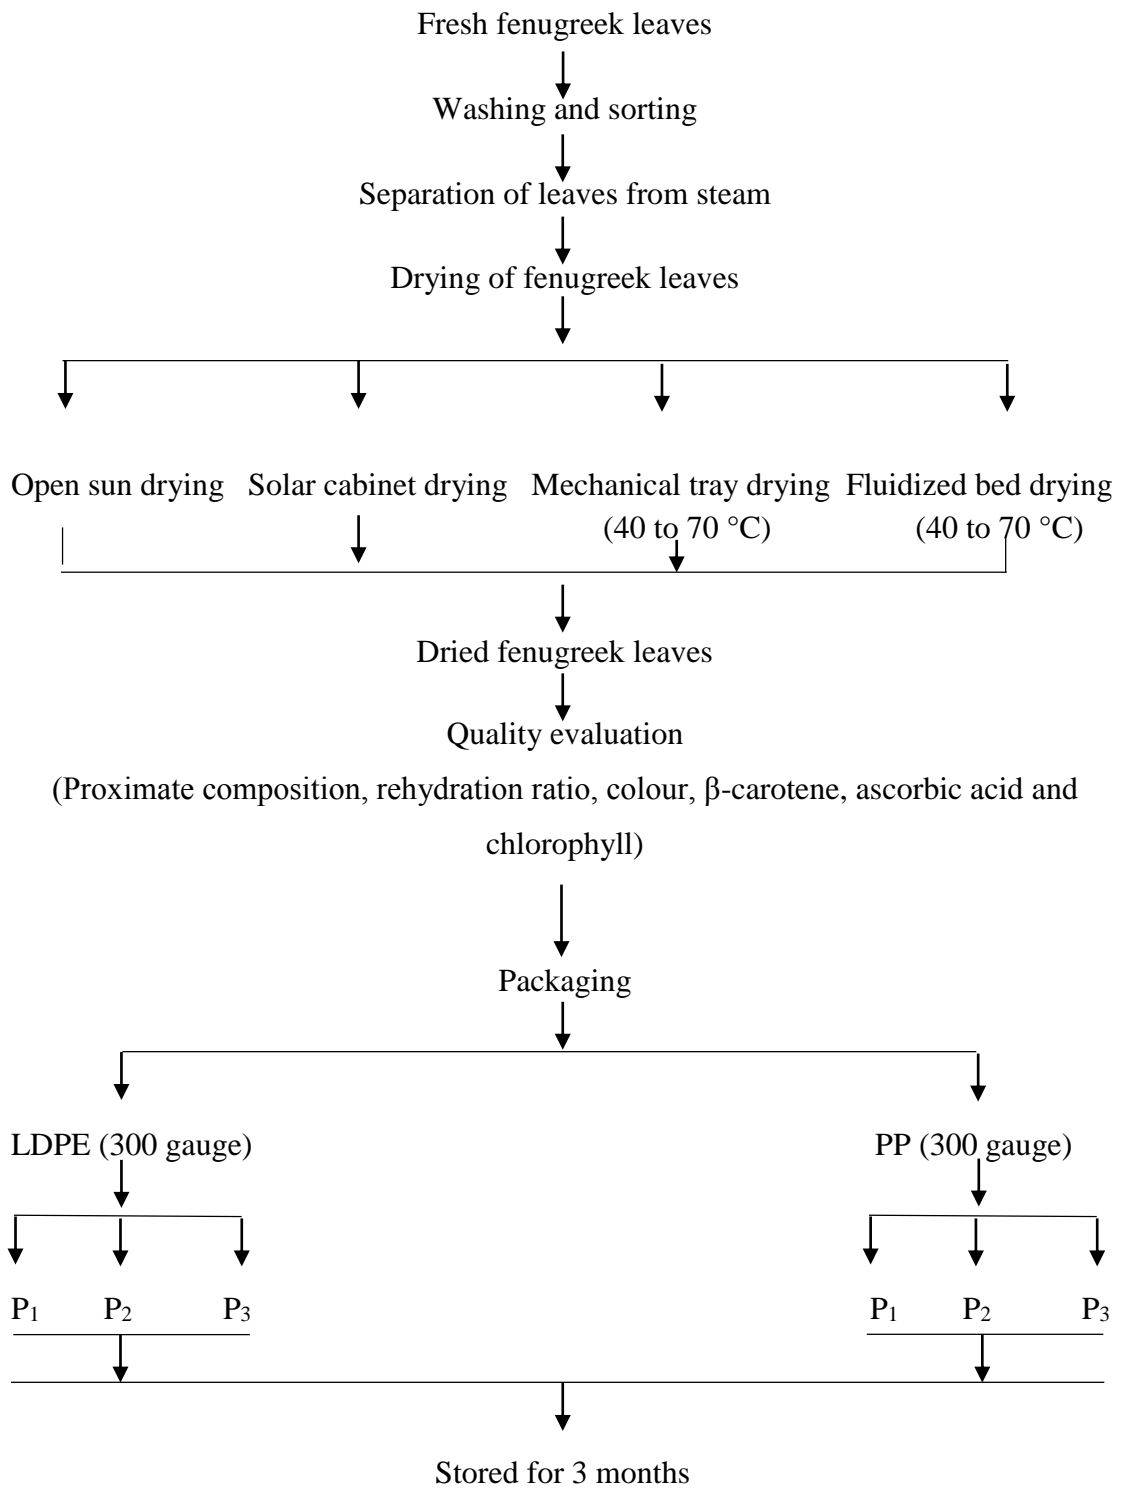 Fresh fenugreek leaves
Washing and sorting
Separation of leaves from steam
Drying of fenugreek leaves
Open sun drying Solar cabinet drying Mechanical tray drying Fluidized bed drying
(40 to 70 °C) (40 to 70 °C)
Dried fenugreek leaves
Quality evaluation
(Proximate composition, rehydration ratio, colour, β-carotene, ascorbic acid and
chlorophyll)
Packaging
LDPE (300 gauge) PP (300 gauge)
P₁ P₂ P₃ P₁ P₂ P₃
Stored for 3 months